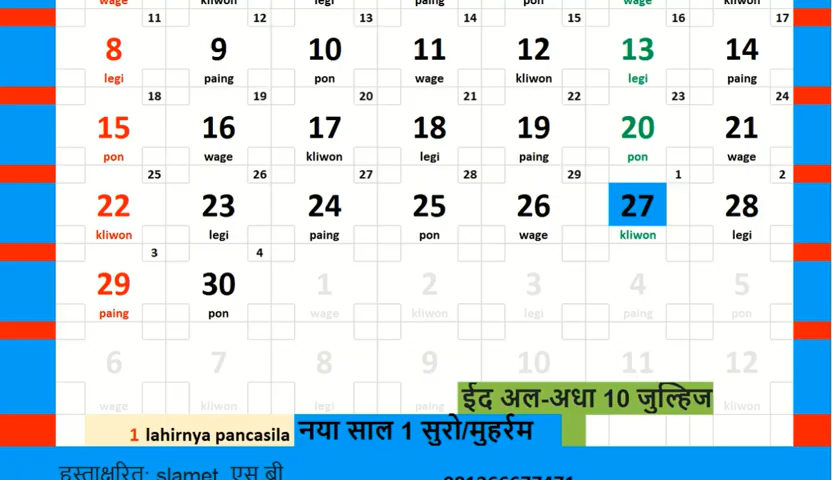 wage kliwon legi paing pon wage kliwon
11 12 13 14 15 16 17
8 9 10 11 12 13 14
legi paing pon wage kliwon legi paing
18 19 20 21 22 23 24
15 16 17 18 19 20 21
pon wage kliwon legi paing pon wage
25 26 27 28 29 1 2
22 23 24 25 26 27 28
kliwon legi paing pon wage kliwon legi
3 4
29 30 1 2 3 4 5
paing pon wage kliwon legi paing pon
6 7 8 9 10 11 12
ईद अल-अधा 10 जुल्हिज
wage kliwon legi paing kliwon
1 lahirnya pancasila नया साल 1 सुरो/मुहर्रम
हस्ताक्षरित: slamet एस बी